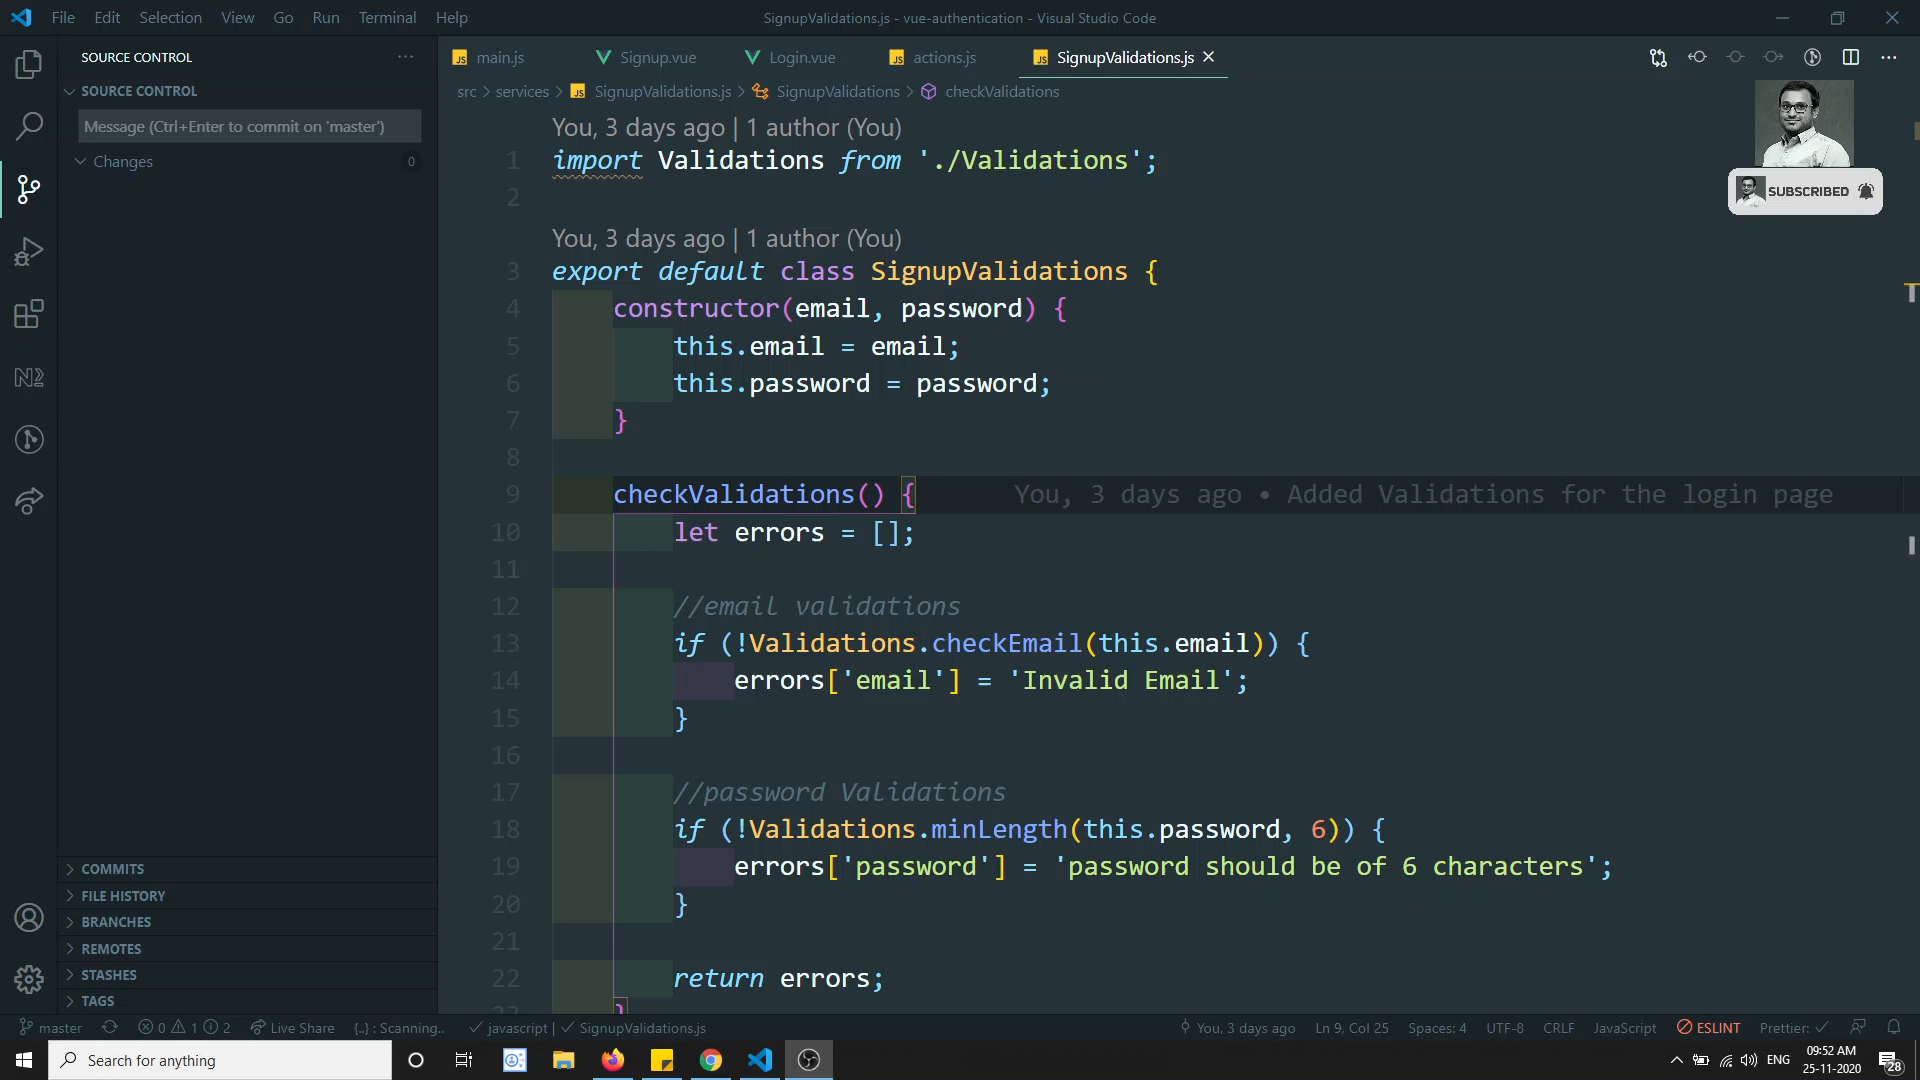 File Edit Selection View Go Run Terminal Help
SignupValidations.js - vue-authentication - Visual Studio Code
SOURCE CONTROL
main.js Signup.vue Login.vue actions.js SignupValidations.js
SOURCE CONTROL
src > services > SignupValidations.js > SignupValidations > checkValidations
Message (Ctrl+Enter to commit on 'master')
Changes 0
SUBSCRIBED
You, 3 days ago | 1 author (You)
1 import Validations from './Validations';
2
You, 3 days ago | 1 author (You)
3 export default class SignupValidations {
4 constructor(email, password) {
5 this.email = email;
6 this.password = password;
7 }
8
9 checkValidations() { You, 3 days ago • Added Validations for the login page
10 let errors = [];
11
12 //email validations
13 if (!Validations.checkEmail(this.email)) {
14 errors['email'] = 'Invalid Email';
15 }
16
17 //password Validations
18 if (!Validations.minLength(this.password, 6)) {
19 errors['password'] = 'password should be of 6 characters';
20 }
21
22 return errors;
}
COMMITS
FILE HISTORY
BRANCHES
REMOTES
STASHES
TAGS
master 0 1 2 Live Share {..} : Scanning.. javascript | SignupValidations.js You, 3 days ago Ln 9, Col 25 Spaces: 4 UTF-8 CRLF JavaScript ESLINT Prettier:
Search for anything
ENG
09:52 AM
25-11-2020
28